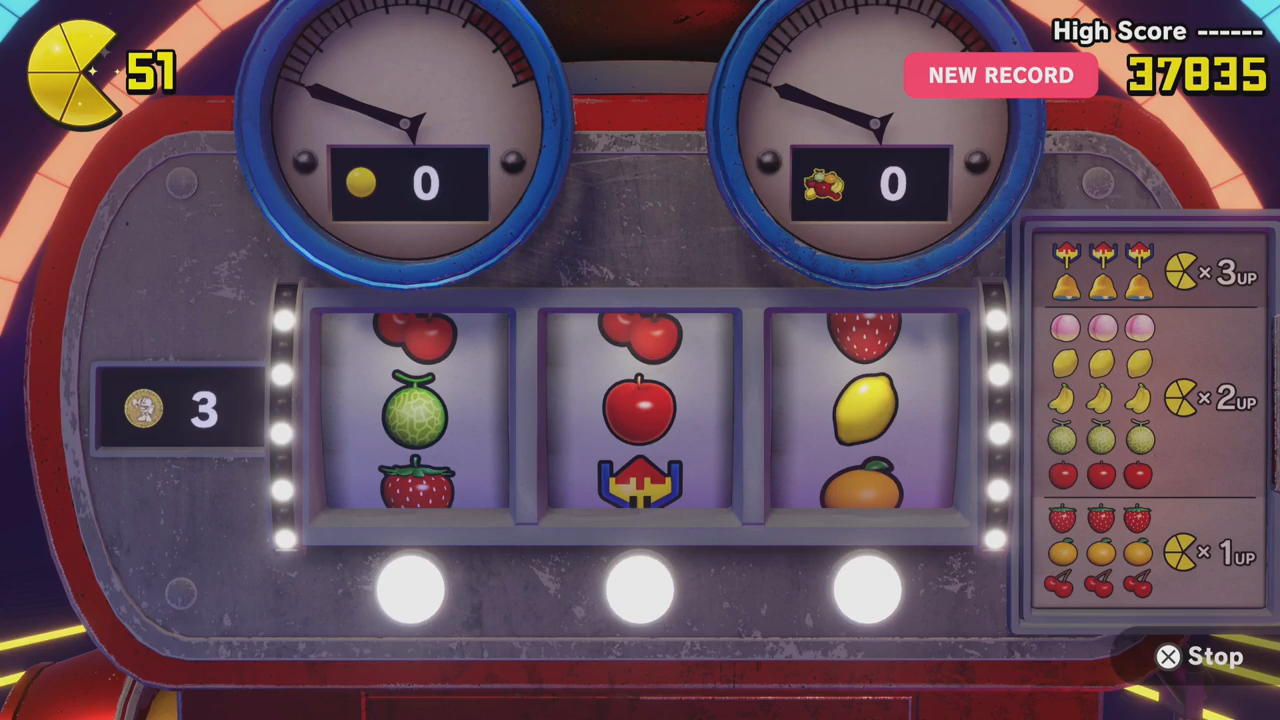 51
High Score ------
NEW RECORD 37835
0
0
3
× 3UP
× 2UP
× 1UP
Stop